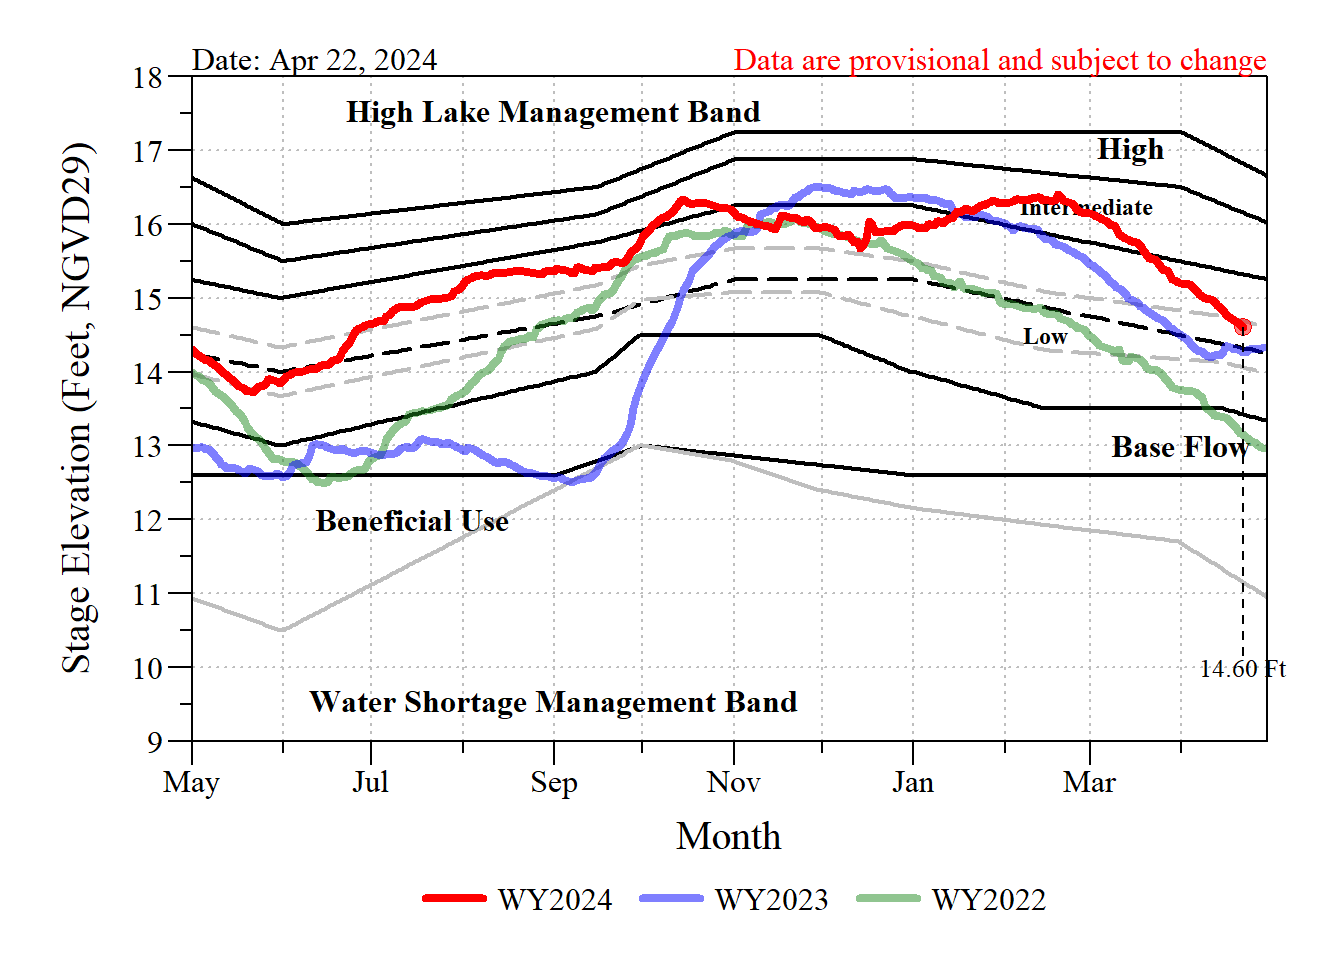 Date: Apr 22, 2024
Data are provisional and subject to change
18
17
16
15
14
13
12
11
10
9
Stage Elevation (Feet, NGVD29)
High Lake Management Band
High
Intermediate
Low
Base Flow
Beneficial Use
14.60 Ft
Water Shortage Management Band
May
Jul
Sep
Nov
Jan
Mar
Month
WY2024
WY2023
WY2022